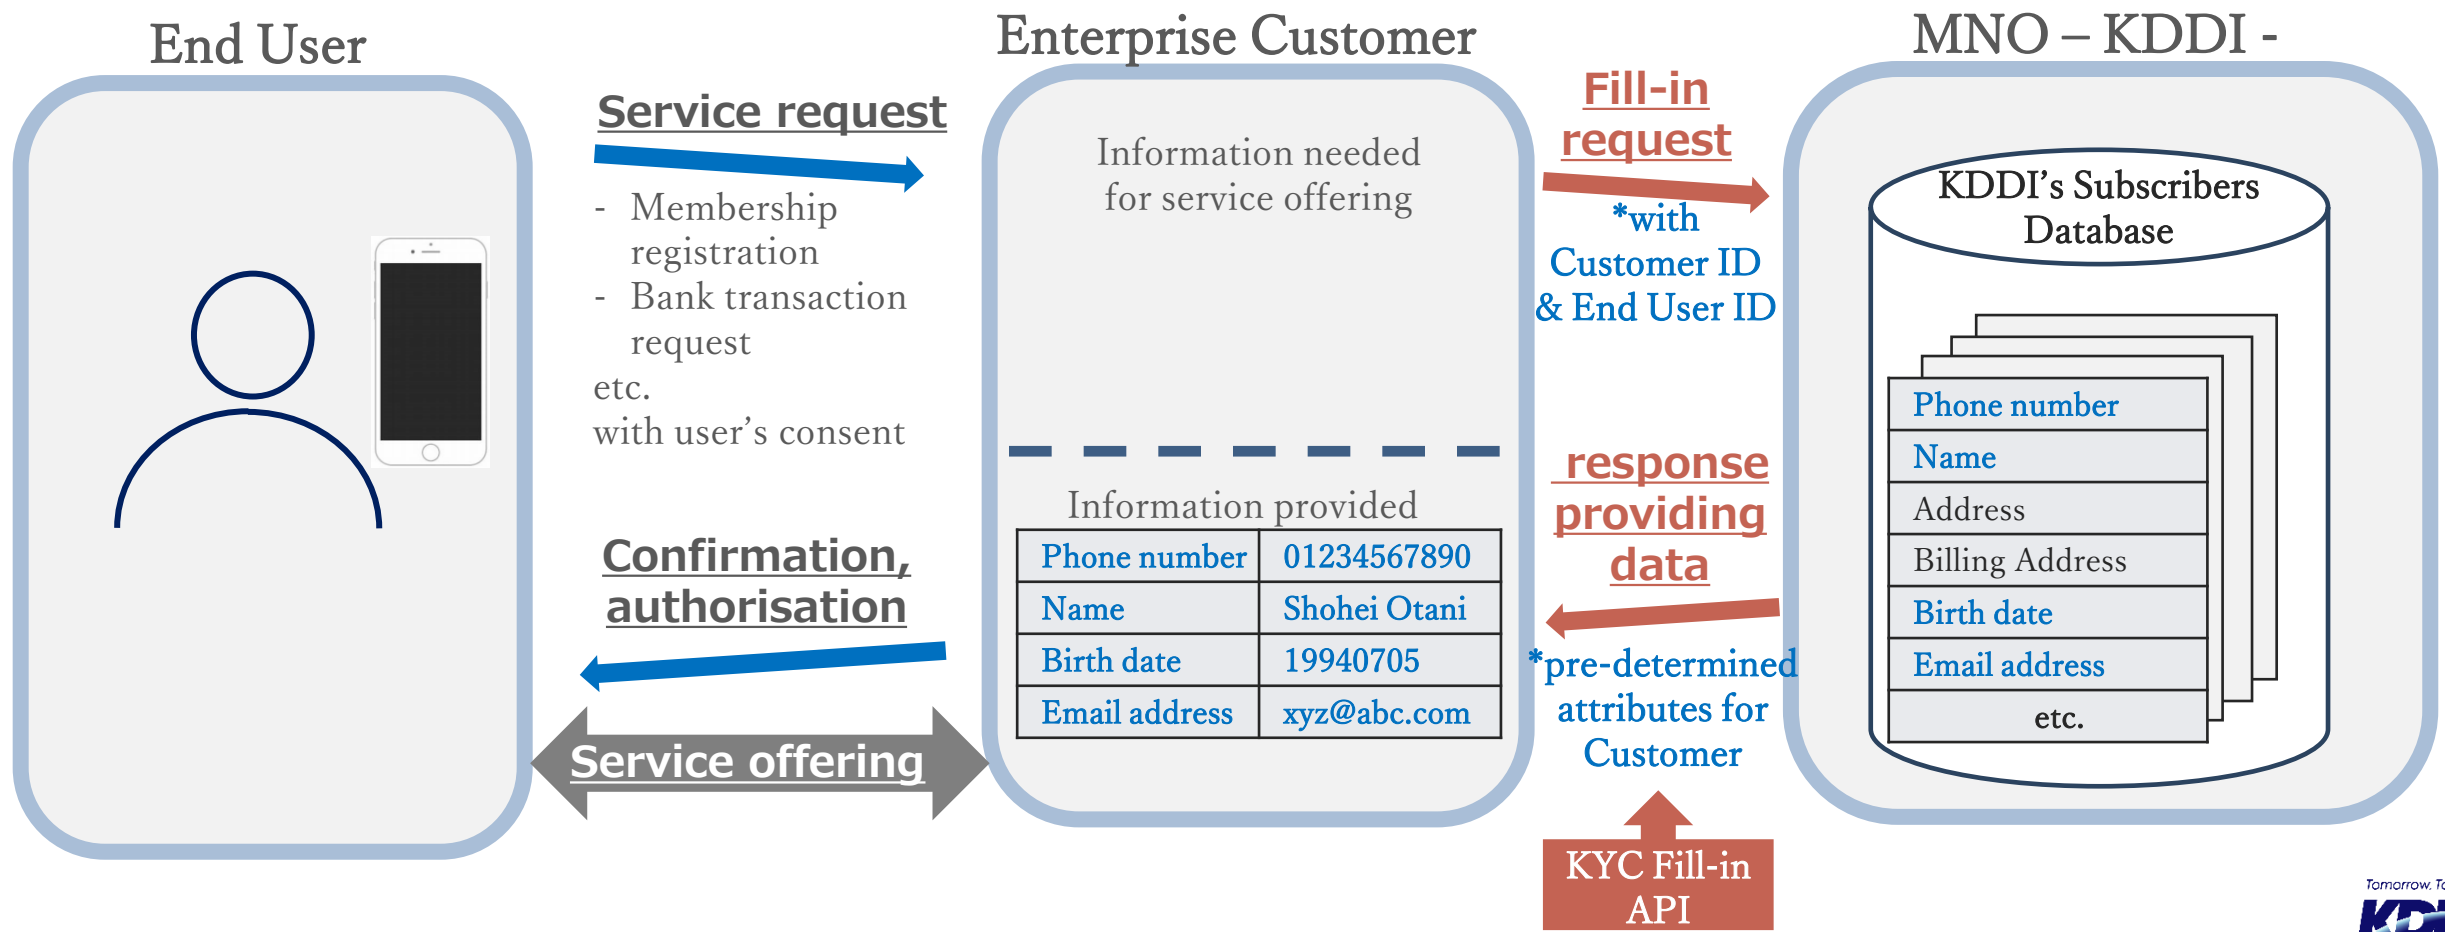 End User
Enterprise Customer
MNO – KDDI -
Service request
- Membership
registration
- Bank transaction
request
etc.
with user's consent
Confirmation,
authorisation
Service offering
Information needed
for service offering
Information provided
Phone number 01234567890
Name Shohei Otani
Birth date 19940705
Email address xyz@abc.com
Fill-in
request
*with
Customer ID
& End User ID
response
providing
data
*pre-determined
attributes for
Customer
KYC Fill-in
API
KDDI’s Subscribers
Database
Phone number
Name
Address
Billing Address
Birth date
Email address
etc.
Tomorrow,